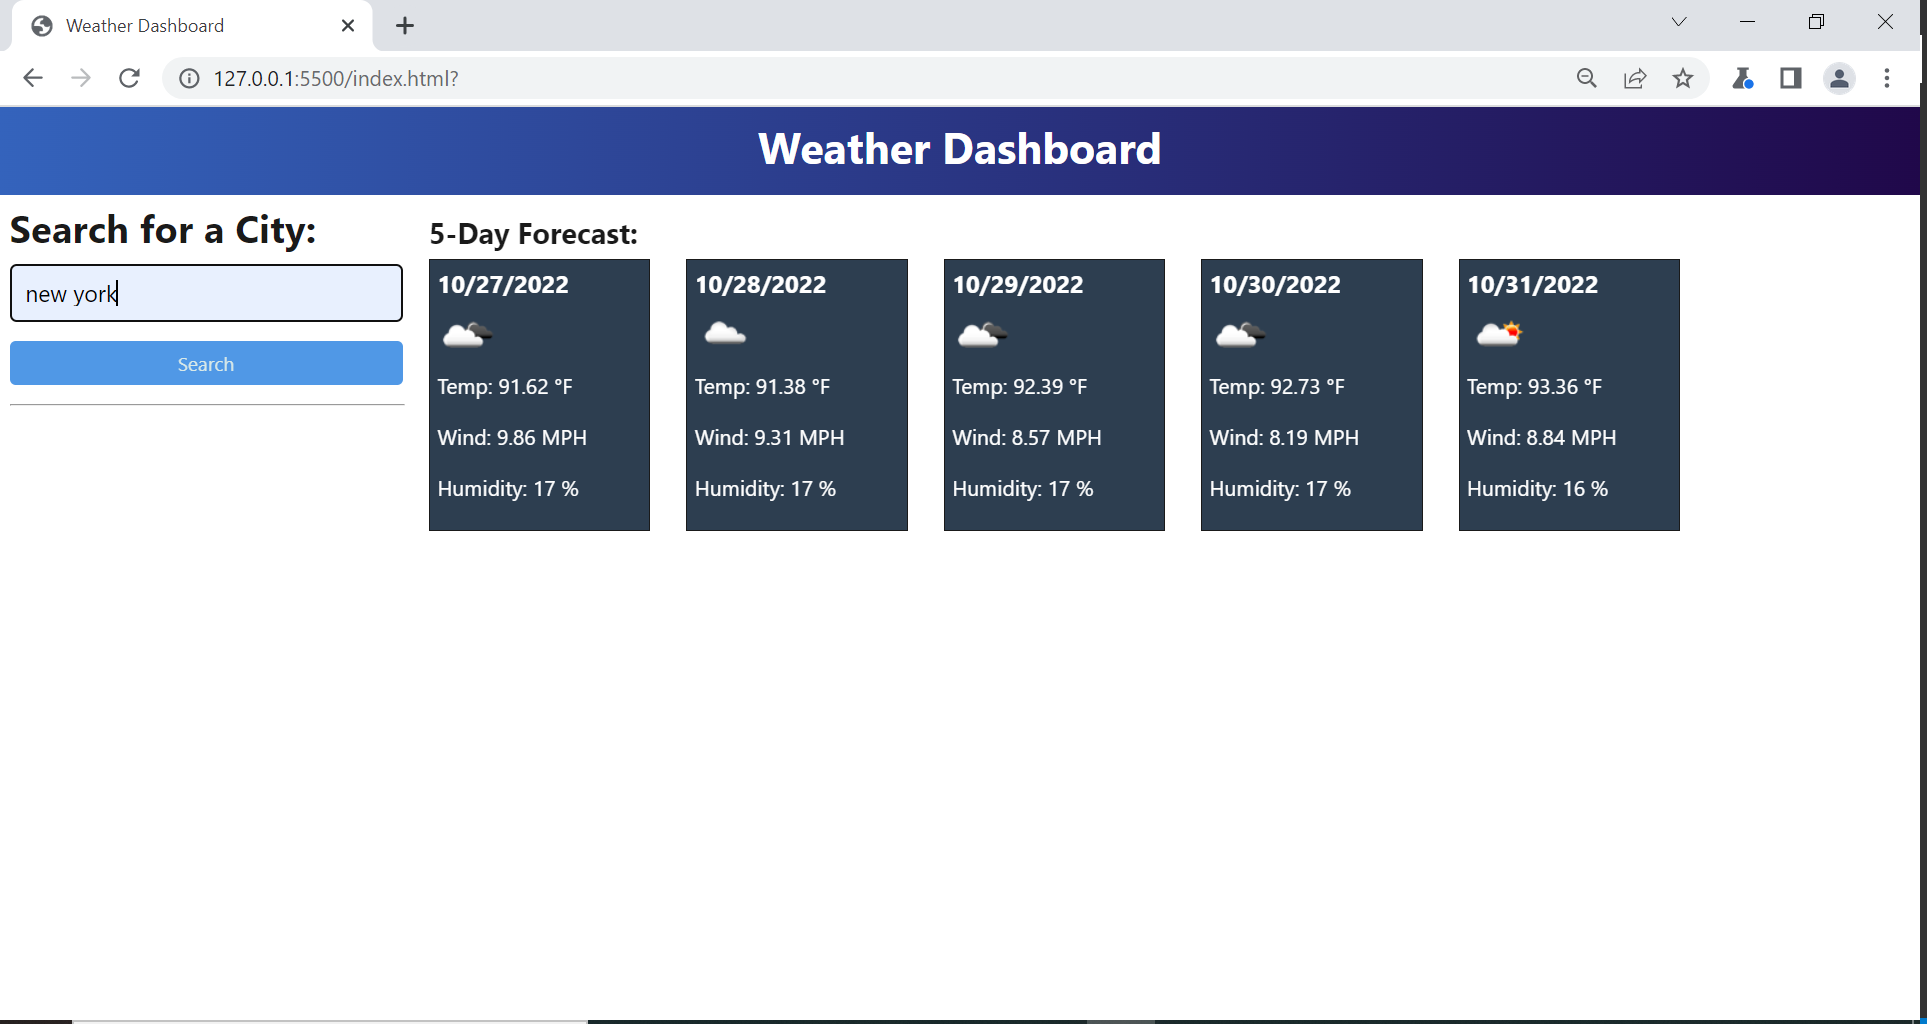 Weather Dashboard
127.0.0.1:5500/index.html?
Weather Dashboard
Search for a City:
new york
Search
5-Day Forecast:
10/27/2022
Temp: 91.62 °F
Wind: 9.86 MPH
Humidity: 17 %
10/28/2022
Temp: 91.38 °F
Wind: 9.31 MPH
Humidity: 17 %
10/29/2022
Temp: 92.39 °F
Wind: 8.57 MPH
Humidity: 17 %
10/30/2022
Temp: 92.73 °F
Wind: 8.19 MPH
Humidity: 17 %
10/31/2022
Temp: 93.36 °F
Wind: 8.84 MPH
Humidity: 16 %